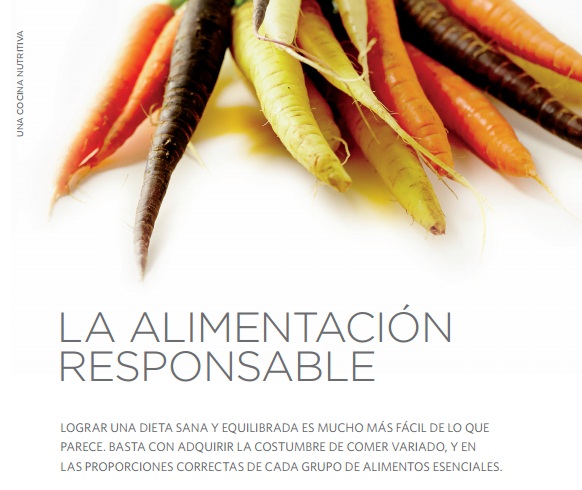 UNA COCINA NUTRITIVA
LA ALIMENTACIÓN
RESPONSABLE
LOGRAR UNA DIETA SANA Y EQUILIBRADA ES MUCHO MÁS FÁCIL DE LO QUE
PARECE. BASTA CON ADQUIRIR LA COSTUMBRE DE COMER VARIADO, Y EN
LAS PROPORCIONES CORRECTAS DE CADA GRUPO DE ALIMENTOS ESENCIALES.